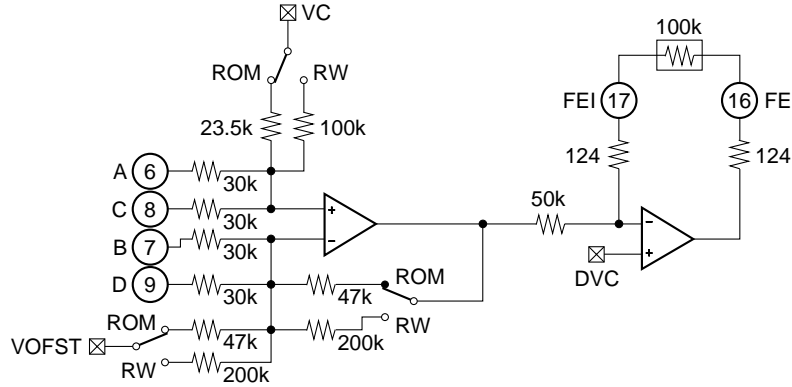 VC
100k
ROM
RW
FEI
17
16
FE
23.5k
100k
124
124
A
6
30k
50k
C
8
+
30k
−
B
7
−
30k
+
DVC
D
9
ROM
30k
47k
ROM
RW
VOFST
47k
200k
RW
200k